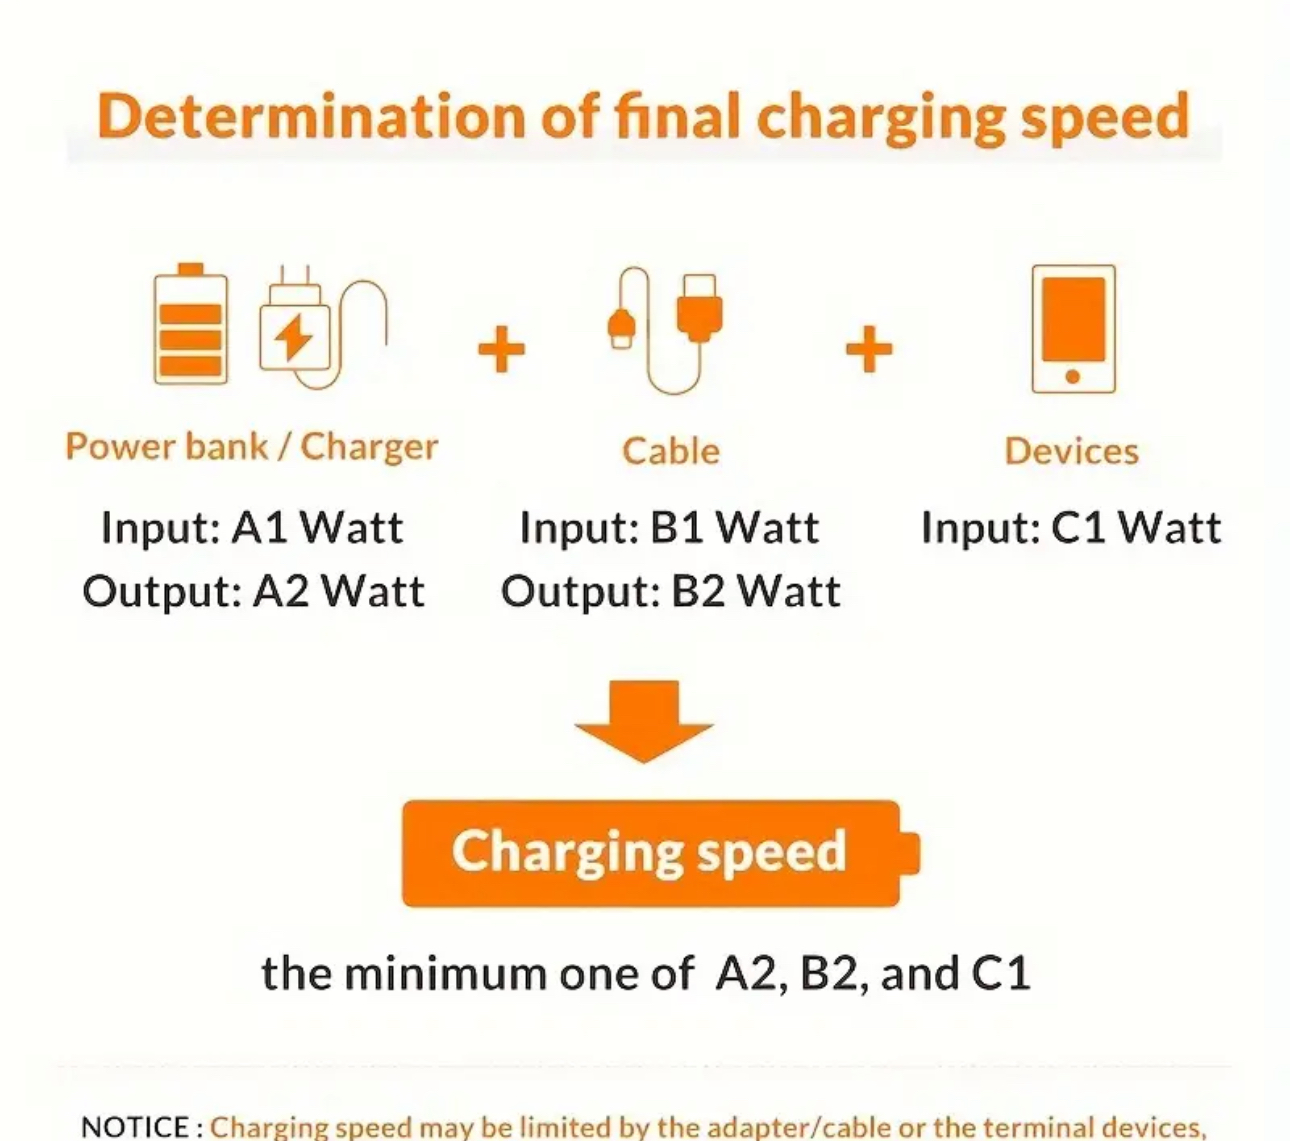 Determination of final charging speed
Power bank / Charger
Cable
Devices
Input: A1 Watt
Input: B1 Watt
Input: C1 Watt
Output: A2 Watt
Output: B2 Watt
Charging speed
the minimum one of A2, B2, and C1
NOTICE : Charging speed may be limited by the adapter/cable or the terminal devices,